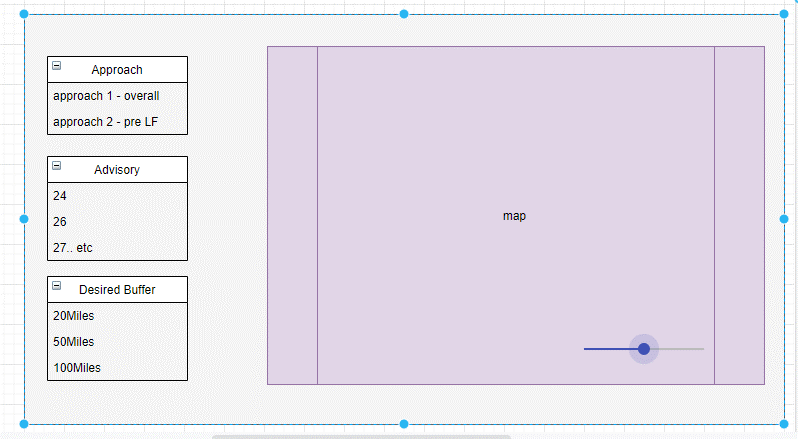 Approach
approach 1 - overall
approach 2 - pre LF
Advisory
24
26
27.. etc
Desired Buffer
20Miles
50Miles
100Miles
map